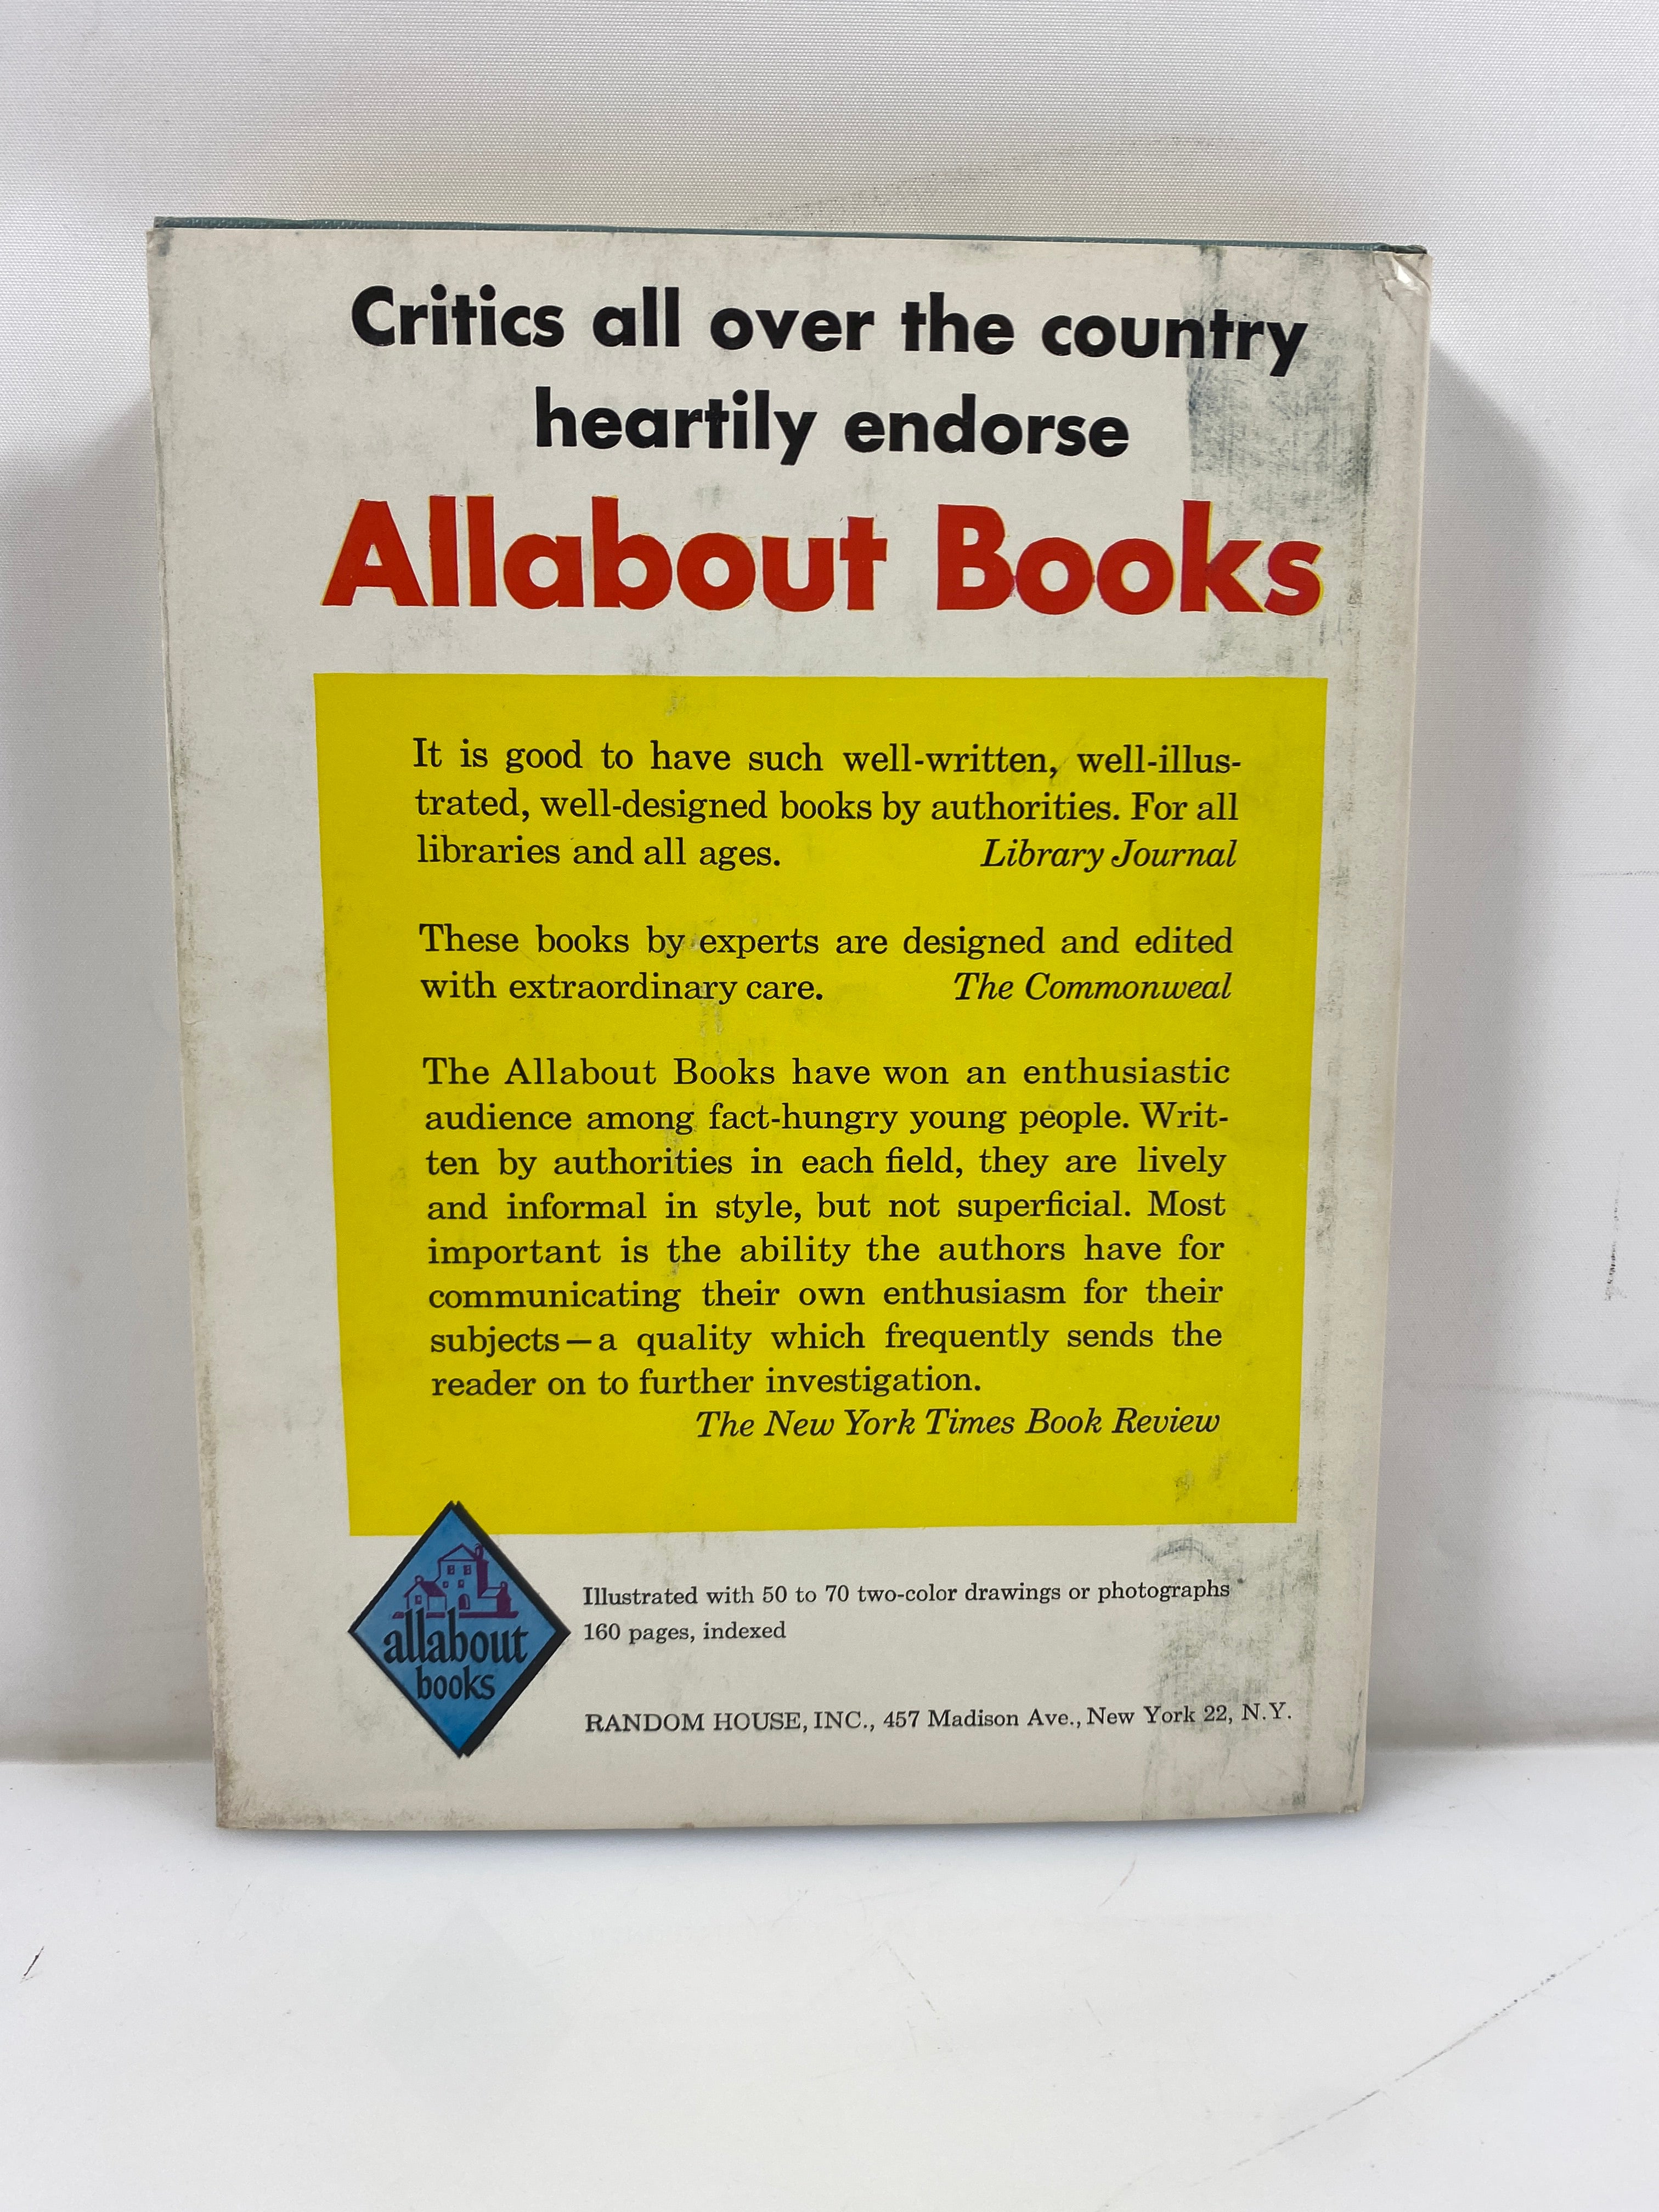 Critics all over the country
heartily endorse
Allabout Books
It is good to have such well-written, well-illus-
trated, well-designed books by authorities. For all
libraries and all ages. Library Journal
These books by experts are designed and edited
with extraordinary care. The Commonweal
The Allabout Books have won an enthusiastic
audience among fact-hungry young people. Writ-
ten by authorities in each field, they are lively
and informal in style, but not superficial. Most
important is the ability the authors have for
communicating their own enthusiasm for their
subjects—a quality which frequently sends the
reader on to further investigation.
The New York Times Book Review
allabout
books
Illustrated with 50 to 70 two-color drawings or photographs
160 pages, indexed
RANDOM HOUSE, INC., 457 Madison Ave., New York 22, N.Y.